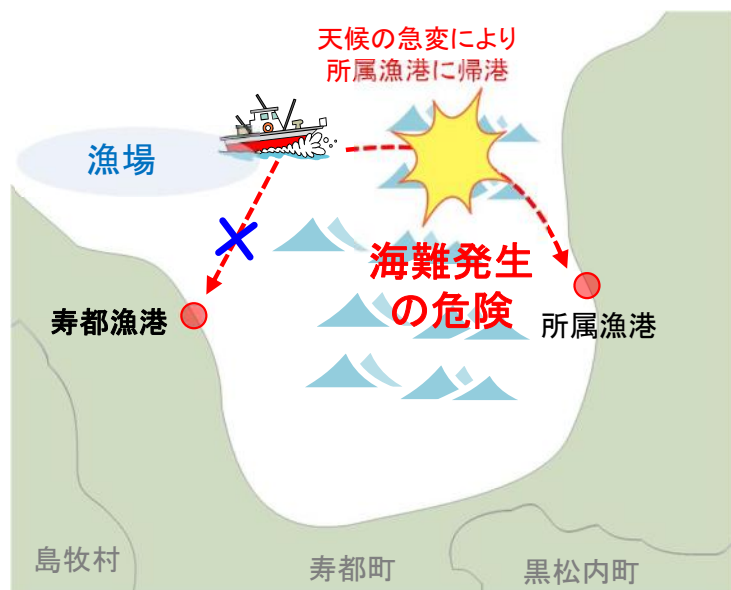 天候の急変により
所属漁港に帰港
漁場
海難発生
の危険
寿都漁港
所属漁港
島牧村
寿都町
黒松内町